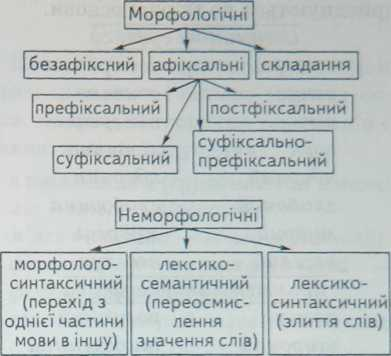 Морфологічні
безафіксний афіксальні складання
префіксальний постфіксальний
суфіксальний суфіксально-
префіксальний
Неморфологічні
морфолого-
синтаксичний
(перехід з
однієї частини
мови в іншу)
лексико-
семантичний
(переосмис-
лення
значення слів)
лексико-
синтаксичний
(злиття слів)